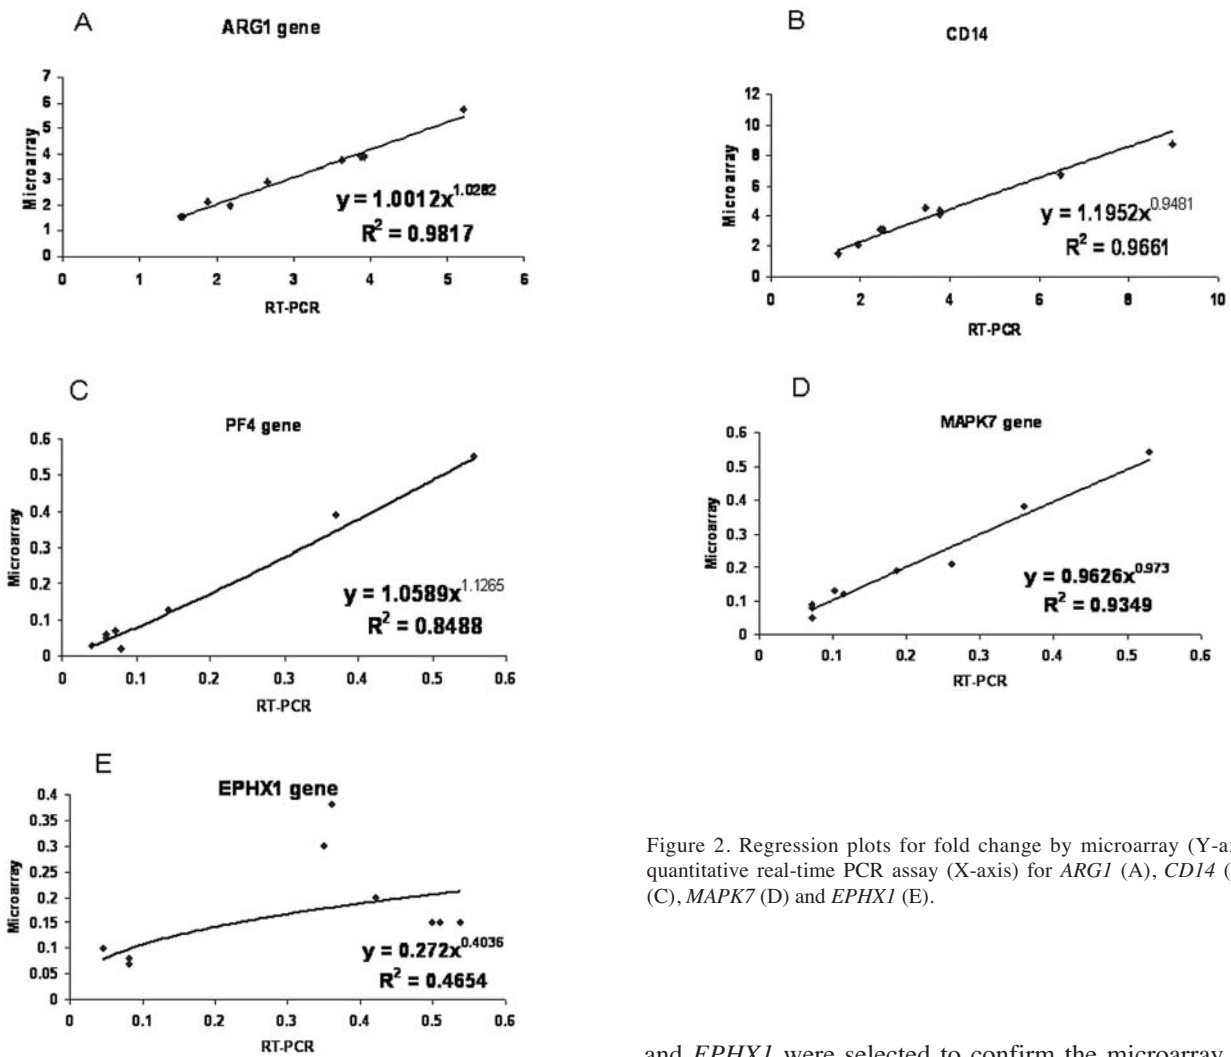 A
ARG1 gene
7
6
5
4
3
2
1
0
Microarray
y = 1.0012x^1.0282
R² = 0.9817
0 1 2 3 4 5 6
RT-PCR
B
CD14
12
10
8
6
4
2
0
Microarray
y = 1.1952x^0.9481
R² = 0.9661
0 2 4 6 8 10
RT-PCR
C
PF4 gene
0.6
0.5
0.4
0.3
0.2
0.1
0
Microarray
y = 1.0589x^1.1265
R² = 0.8488
0 0.1 0.2 0.3 0.4 0.5 0.6
RT-PCR
D
MAPK7 gene
0.6
0.5
0.4
0.3
0.2
0.1
0
Microarray
y = 0.9626x^0.973
R² = 0.9349
0 0.1 0.2 0.3 0.4 0.5 0.6
RT-PCR
E
EPHX1 gene
0.4
0.35
0.3
0.25
0.2
0.15
0.1
0.05
0
Microarray
y = 0.272x^0.4036
R² = 0.4654
0 0.1 0.2 0.3 0.4 0.5 0.6
RT-PCR
Figure 2. Regression plots for fold change by microarray (Y-ax
quantitative real-time PCR assay (X-axis) for ARG1 (A), CD14 (
(C), MAPK7 (D) and EPHX1 (E).
and EPHX1 were selected to confirm the microarray